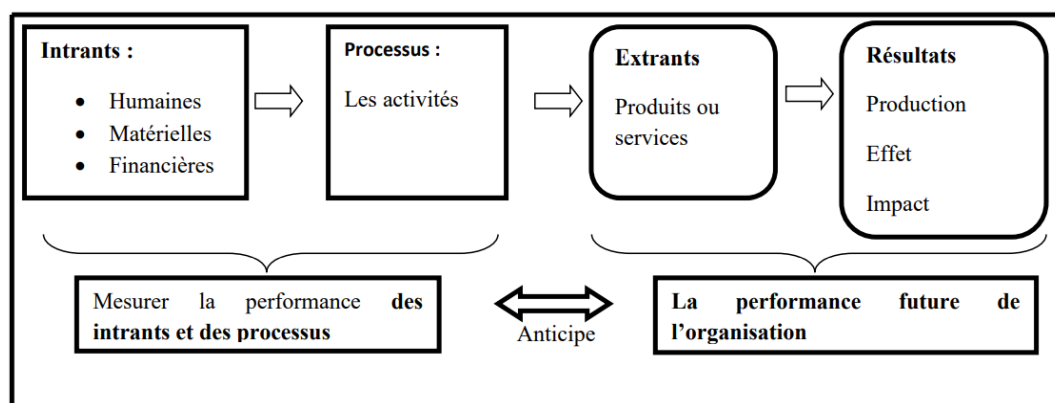 Intrants :
• Humaines
• Matérielles
• Financières
Processus :
Les activités
Extrants
Produits ou
services
Résultats
Production
Effet
Impact
Mesurer la performance des
intrants et des processus
Anticipe
La performance future de
l'organisation